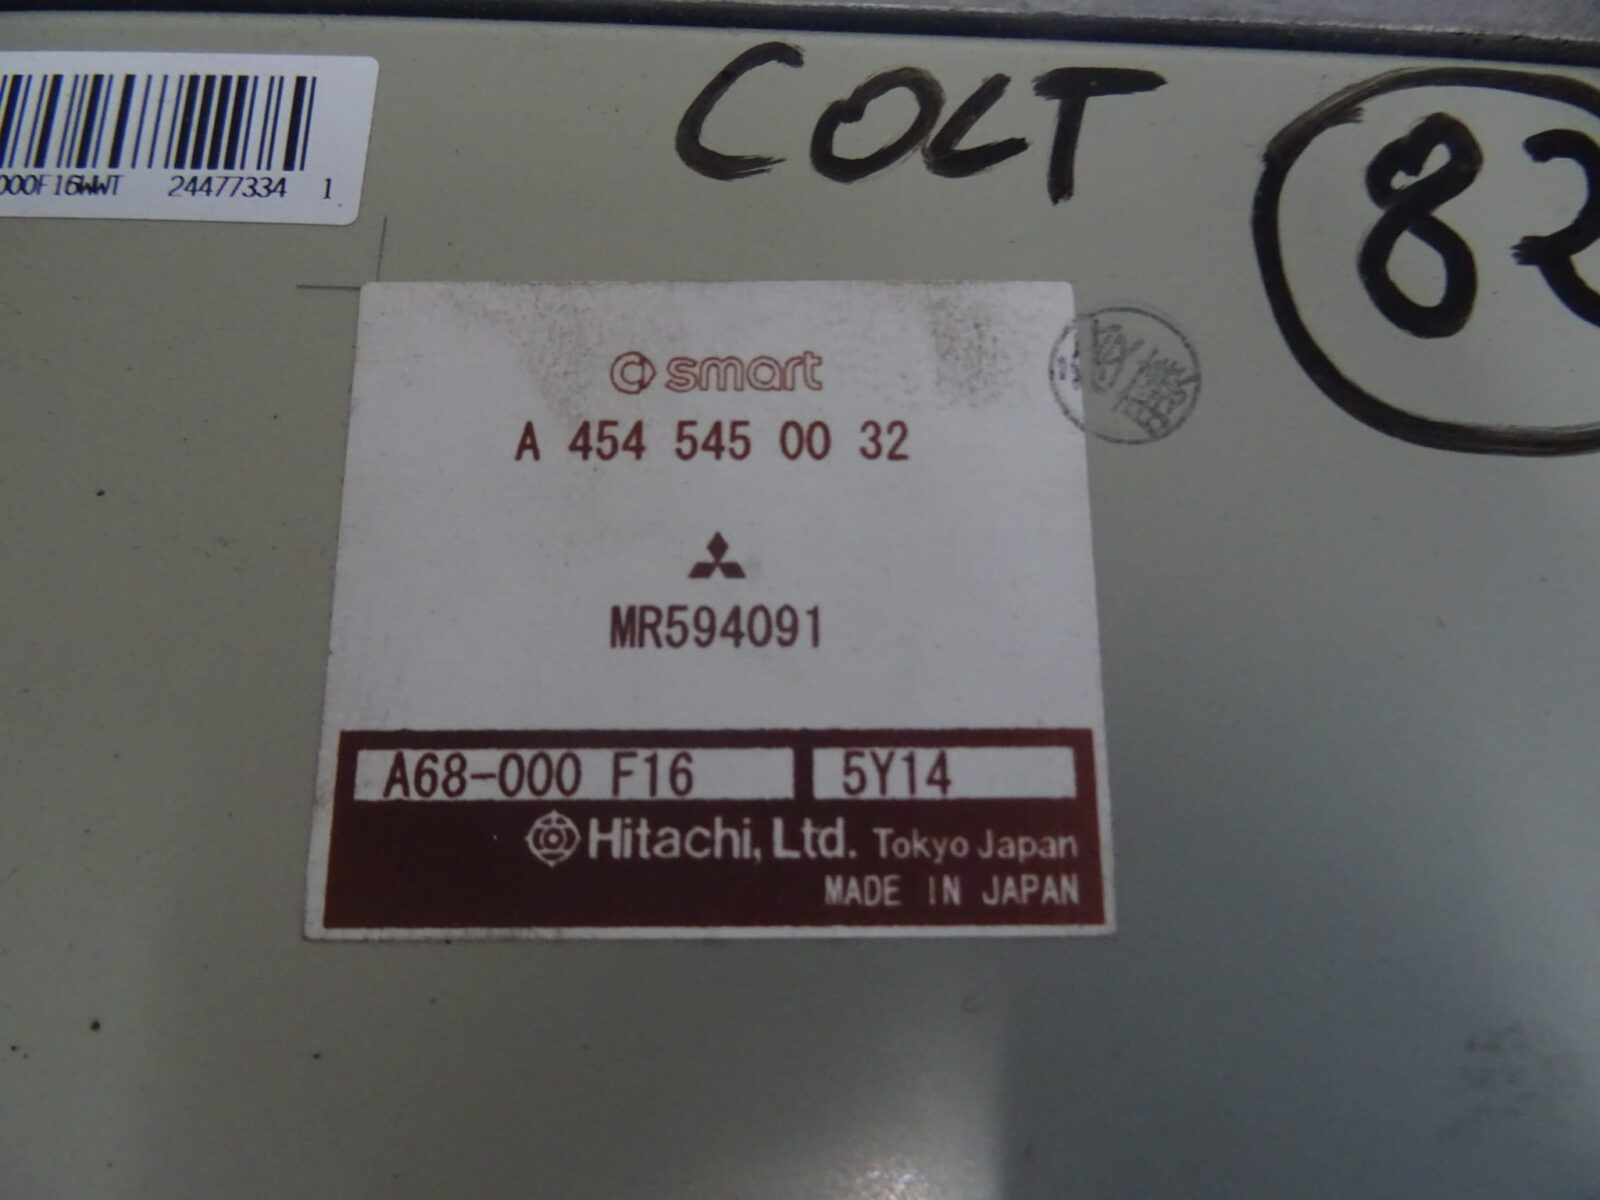 COLT
82
000F16WWT 24477334 1
smart
A 454 545 00 32
MR594091
A68-000 F16 5Y14
Hitachi, Ltd. Tokyo Japan
MADE IN JAPAN